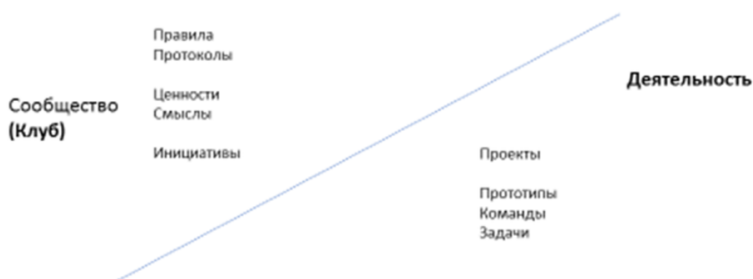 Сообщество
(Клуб)
Правила
Протоколы
Ценности
Смыслы
Инициативы
Деятельность
Проекты
Прототипы
Команды
Задачи